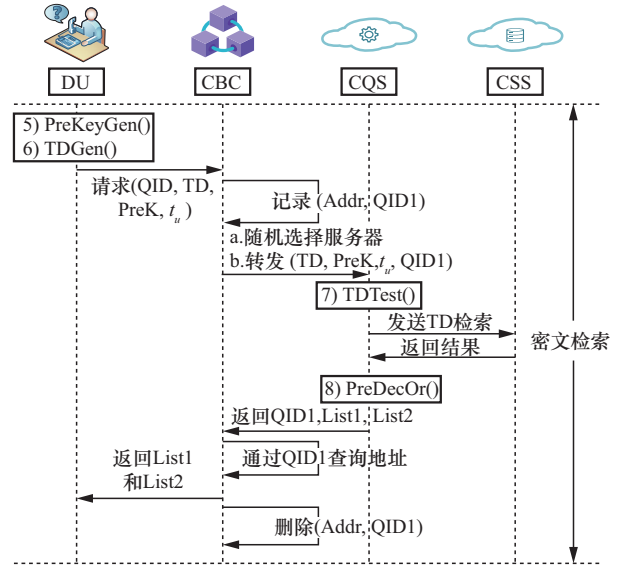 DU
CBC
CQS
CSS
5) PreKeyGen()
6) TDGen()
请求(QID, TD,
PreK, t_u)
记录 (Addr, QID1)
a.随机选择服务器
b.转发 (TD, PreK,t_u, QID1)
7) TDTest()
发送TD检索
返回结果
密文检索
8) PreDecOr()
返回QID1,List1, List2
通过QID1查询地址
返回List1
和List2
删除(Addr, QID1)